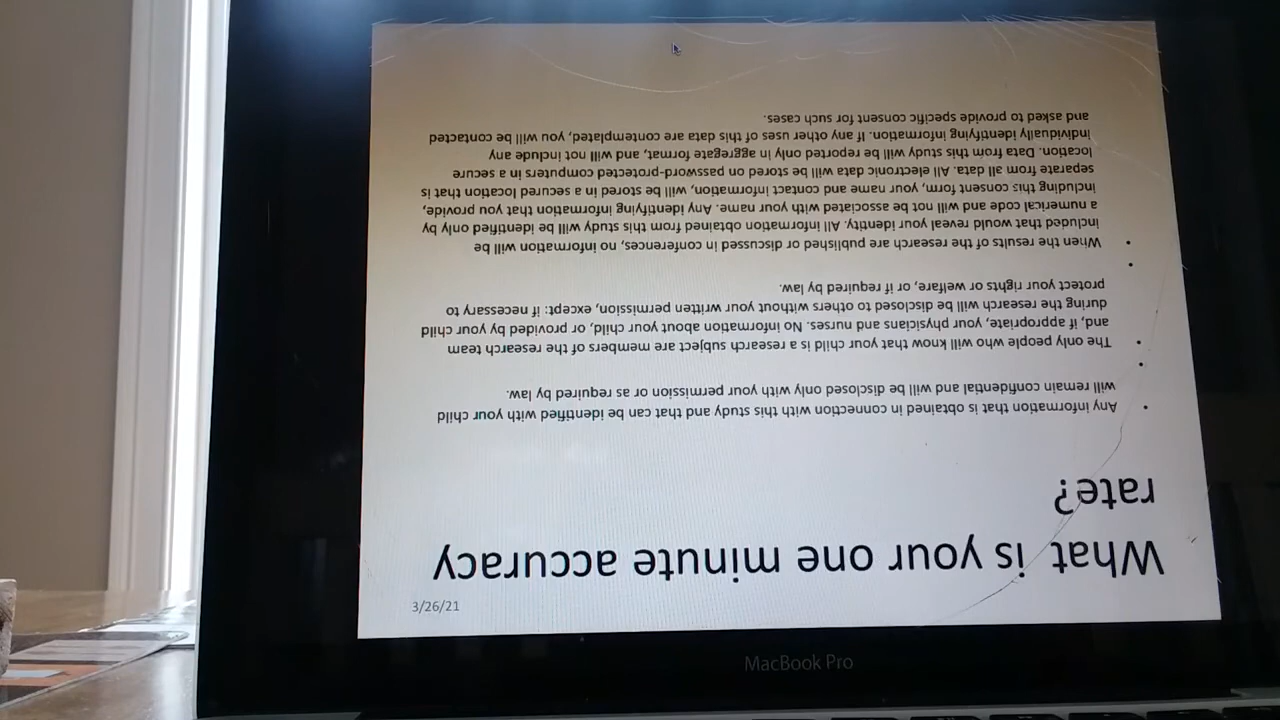 3/26/21
What is your one minute accuracy
rate?
• Any information that is obtained in connection with this study and that can be identified with your child
will remain confidential and will be disclosed only with your permission or as required by law.
•
• The only people who will know that your child is a research subject are members of the research team
and, if appropriate, your physicians and nurses. No information about your child, or provided by your child
during the research will be disclosed to others without your written permission, except: if necessary to
protect your rights or welfare, or if required by law.
•
• When the results of the research are published or discussed in conferences, no information will be
included that would reveal your identity. All information obtained from this study will be identified only by
a numerical code and will not be associated with your name. Any identifying information that you provide,
including this consent form, your name and contact information, will be stored in a secured location that is
separate from all data. All electronic data will be stored on password-protected computers in a secure
location. Data from this study will be reported only in aggregate format, and will not include any
individually identifying information. If any other uses of this data are contemplated, you will be contacted
and asked to provide specific consent for such cases.
MacBook Pro